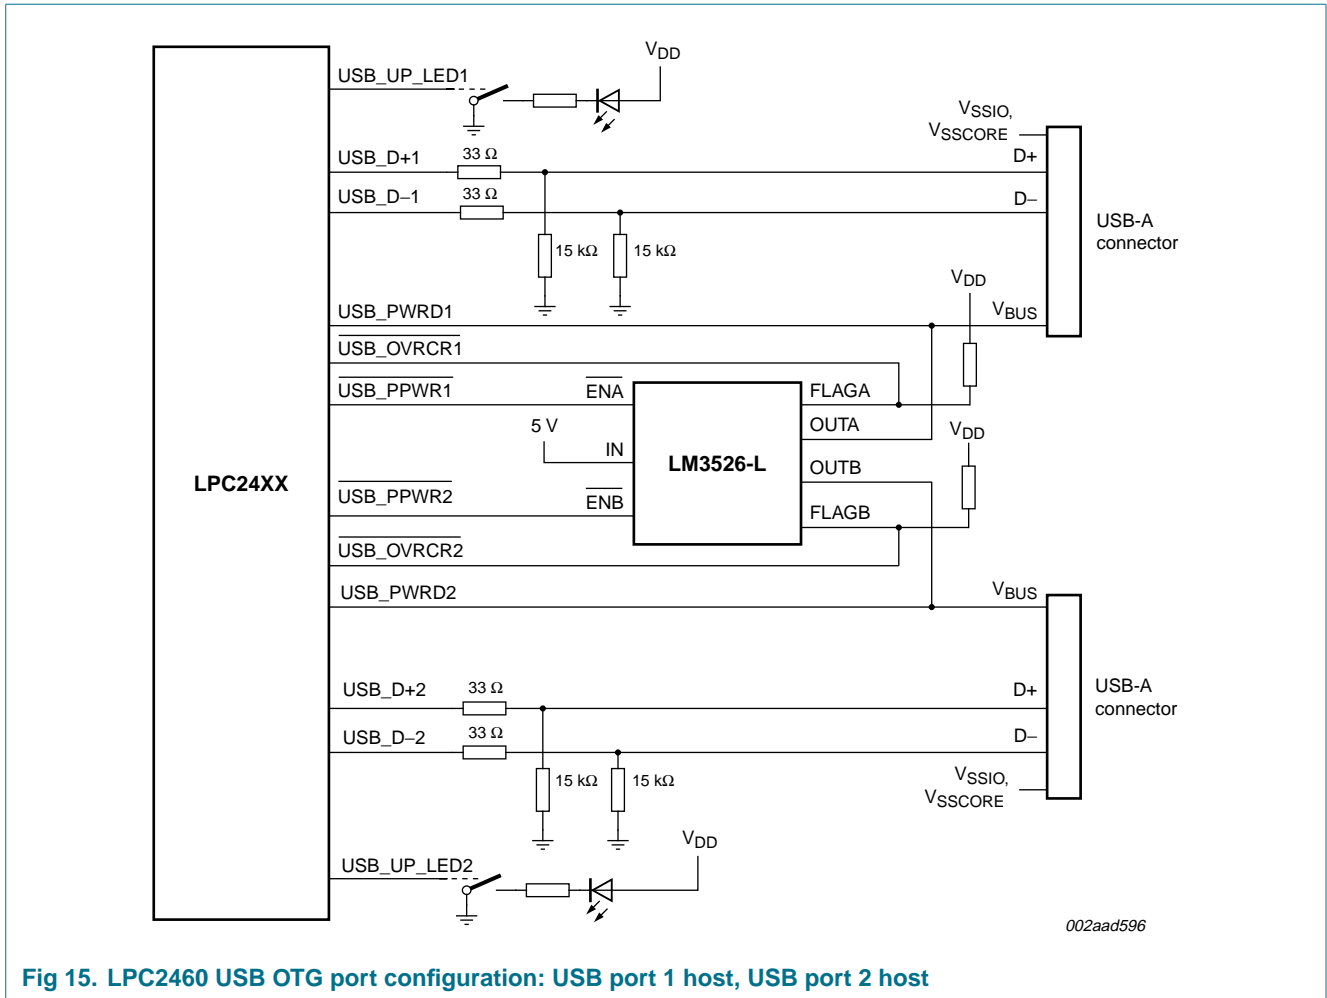 USB_UP_LED1
VDD
VSSIO,
VSSCORE
USB_D+1
33 Ω
D+
USB_D−1
33 Ω
D−
USB-A
connector
15 kΩ
15 kΩ
VDD
USB_PWRD1
VBUS
USB_OVRCR1
USB_PPWR1
ENA
FLAGA
5 V
OUTA
VDD
IN
LM3526-L
OUTB
LPC24XX
USB_PPWR2
ENB
FLAGB
USB_OVRCR2
USB_PWRD2
VBUS
USB_D+2
33 Ω
D+
USB-A
connector
USB_D−2
33 Ω
D−
15 kΩ
15 kΩ
VSSIO,
VSSCORE
VDD
USB_UP_LED2
002aad596
Fig 15. LPC2460 USB OTG port configuration: USB port 1 host, USB port 2 host